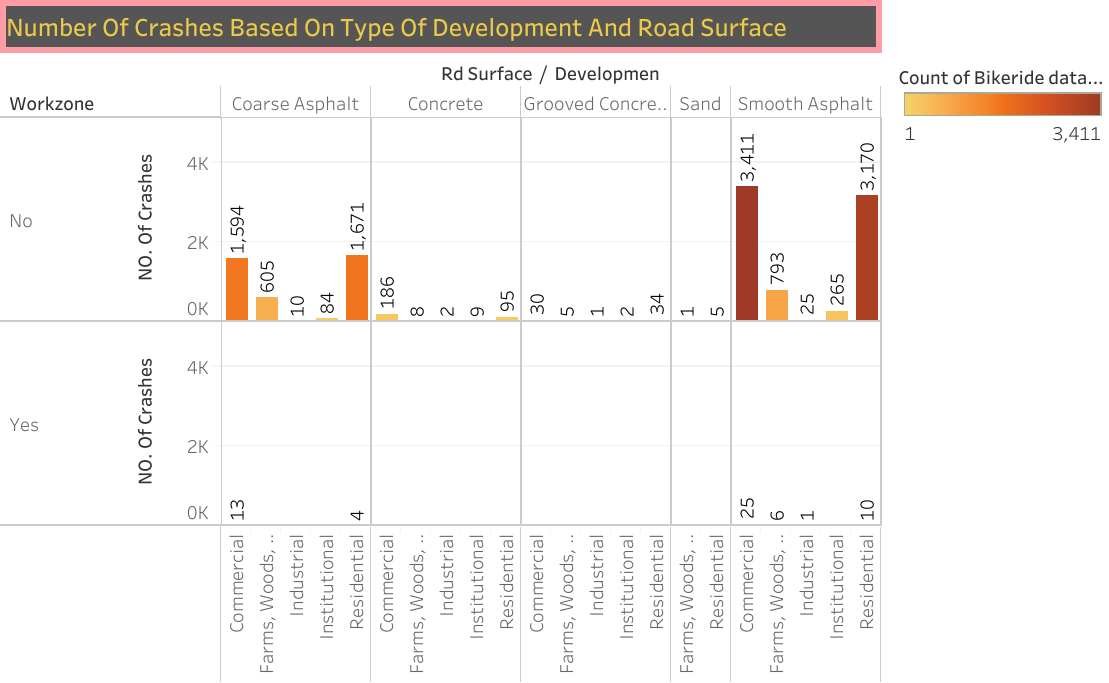 Number Of Crashes Based On Type Of Development And Road Surface
Rd Surface / Developmen
Count of Bikeride data...
1 3,411
Workzone Coarse Asphalt Concrete Grooved Concre.. Sand Smooth Asphalt
No
NO. Of Crashes
4K
2K
0K
1,594 605 10 84 1,671 186 8 2 9 95 30 5 1 2 34 1 5 3,411 793 25 265 3,170
Yes
NO. Of Crashes
4K
2K
0K
13 4 25 6 1 10
Commercial
Farms, Woods, ..
Industrial
Institutional
Residential
Commercial
Farms, Woods, ..
Industrial
Institutional
Residential
Commercial
Farms, Woods, ..
Industrial
Institutional
Residential
Farms, Woods, ..
Residential
Commercial
Farms, Woods, ..
Industrial
Institutional
Residential